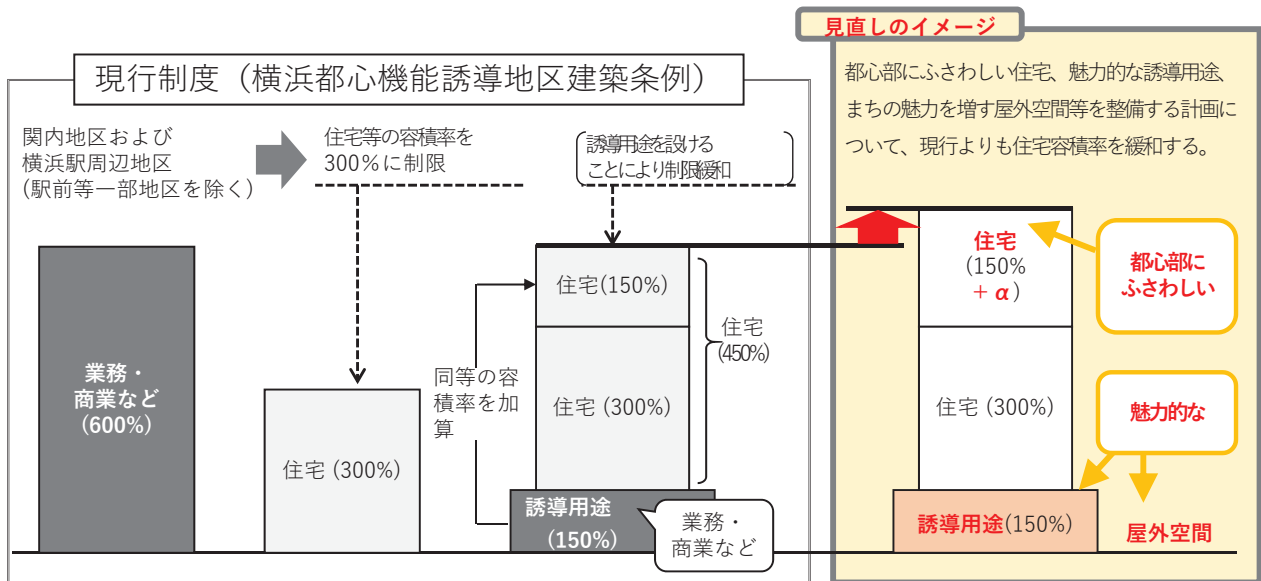 現行制度（横浜都心機能誘導地区建築条例）
関内地区および
横浜駅周辺地区
(駅前等一部地区を除く)
住宅等の容積率を
300％に制限
誘導用途を設ける
ことにより制限緩和
業務・
商業など
(600%)
住宅 (300%)
同等の容
積率を加
算
住宅(150%)
住宅 (300%)
住宅
(450%)
誘導用途
(150%)
業務・
商業など
見直しのイメージ
都心部にふさわしい住宅、魅力的な誘導用途、
まちの魅力を増す屋外空間等を整備する計画に
ついて、現行よりも住宅容積率を緩和する。
住宅
(150%
+ α )
都心部に
ふさわしい
住宅 (300%)
魅力的な
誘導用途(150%)
屋外空間